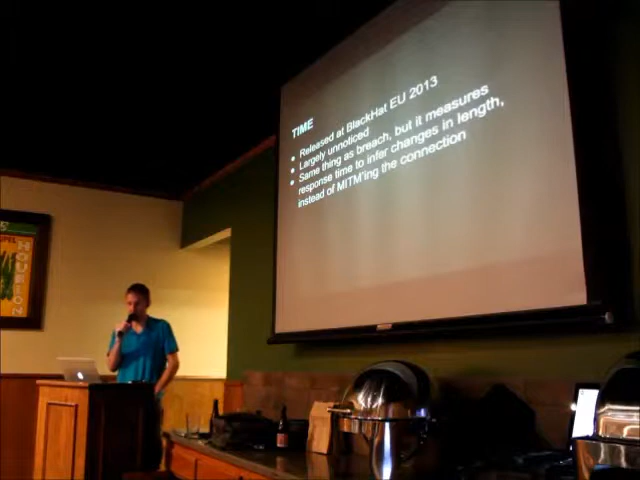 TIME
• Released at BlackHat EU 2013
• Largely unnoticed
• Same thing as breach, but it measures
response time to infer changes in length,
instead of MITM'ing the connection
HOUSTON